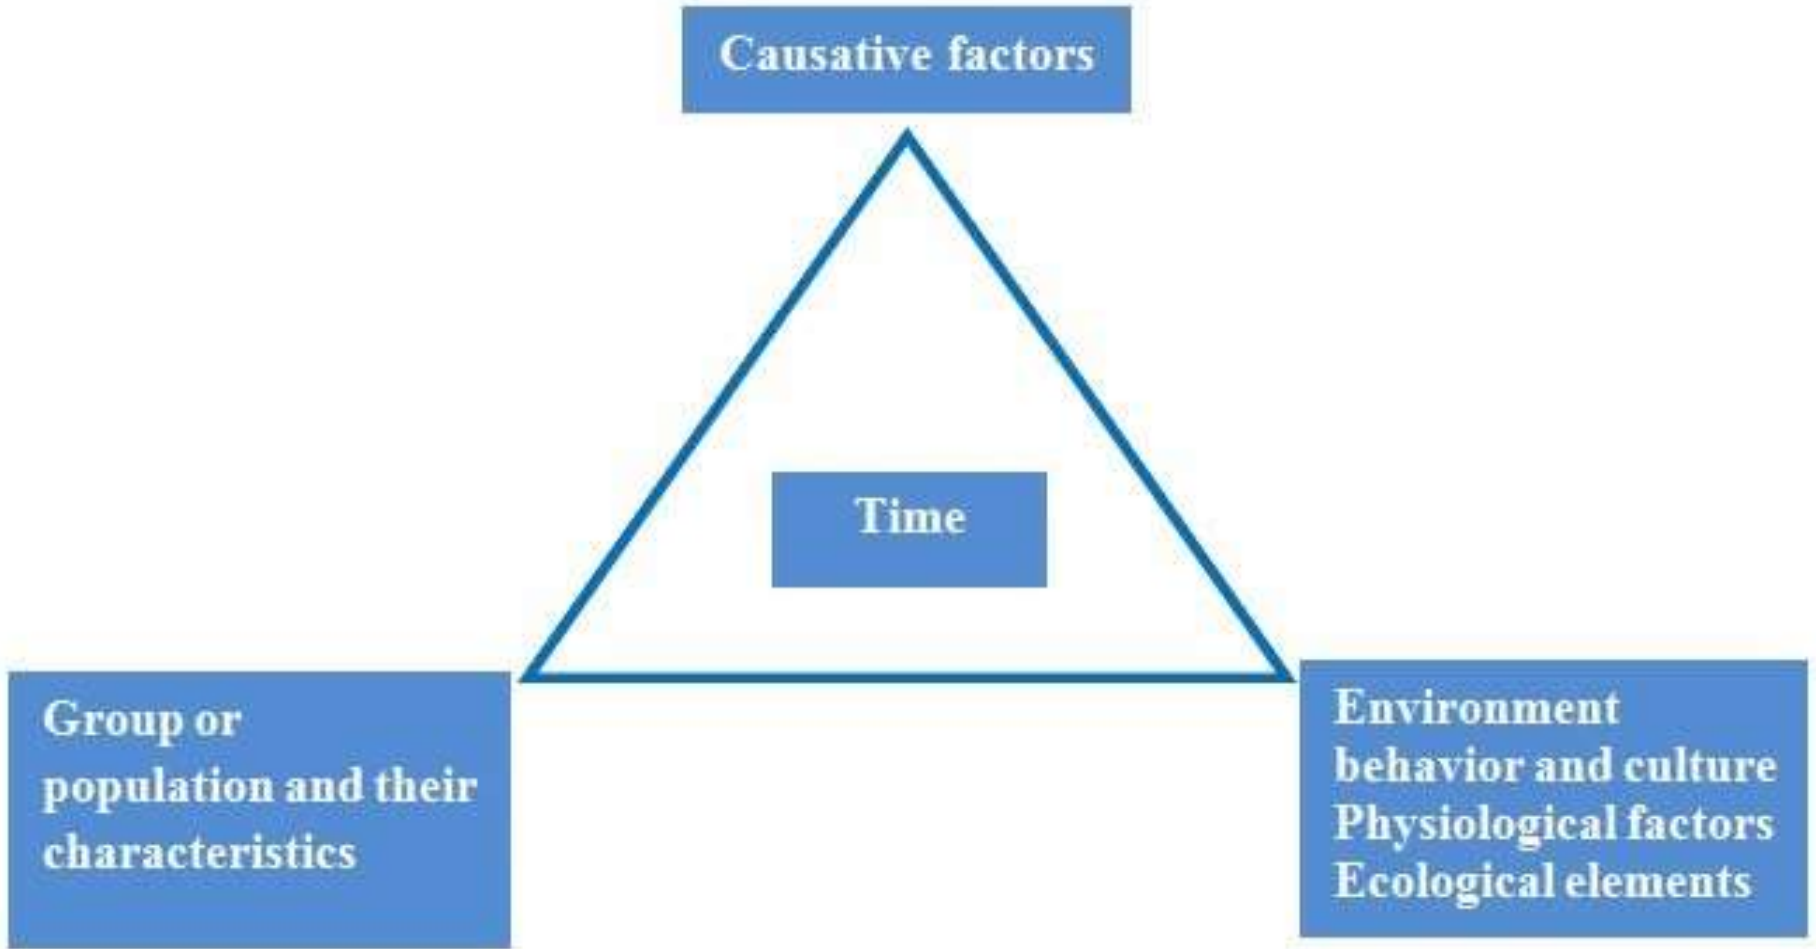 Causative factors
Time
Group or
population and their
characteristics
Environment
behavior and culture
Physiological factors
Ecological elements